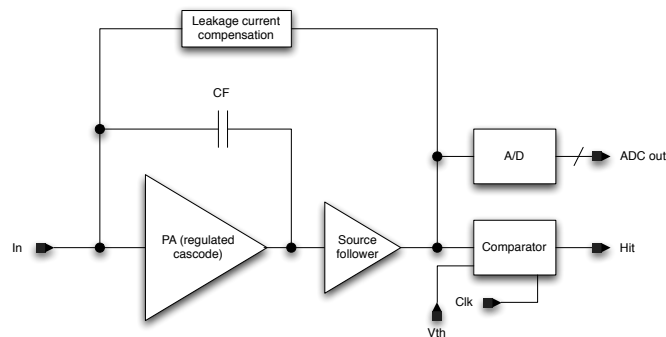 Leakage current
compensation
CF
A/D
ADC out
In
PA (regulated
cascode)
Source
follower
Comparator
Hit
Clk
Vth